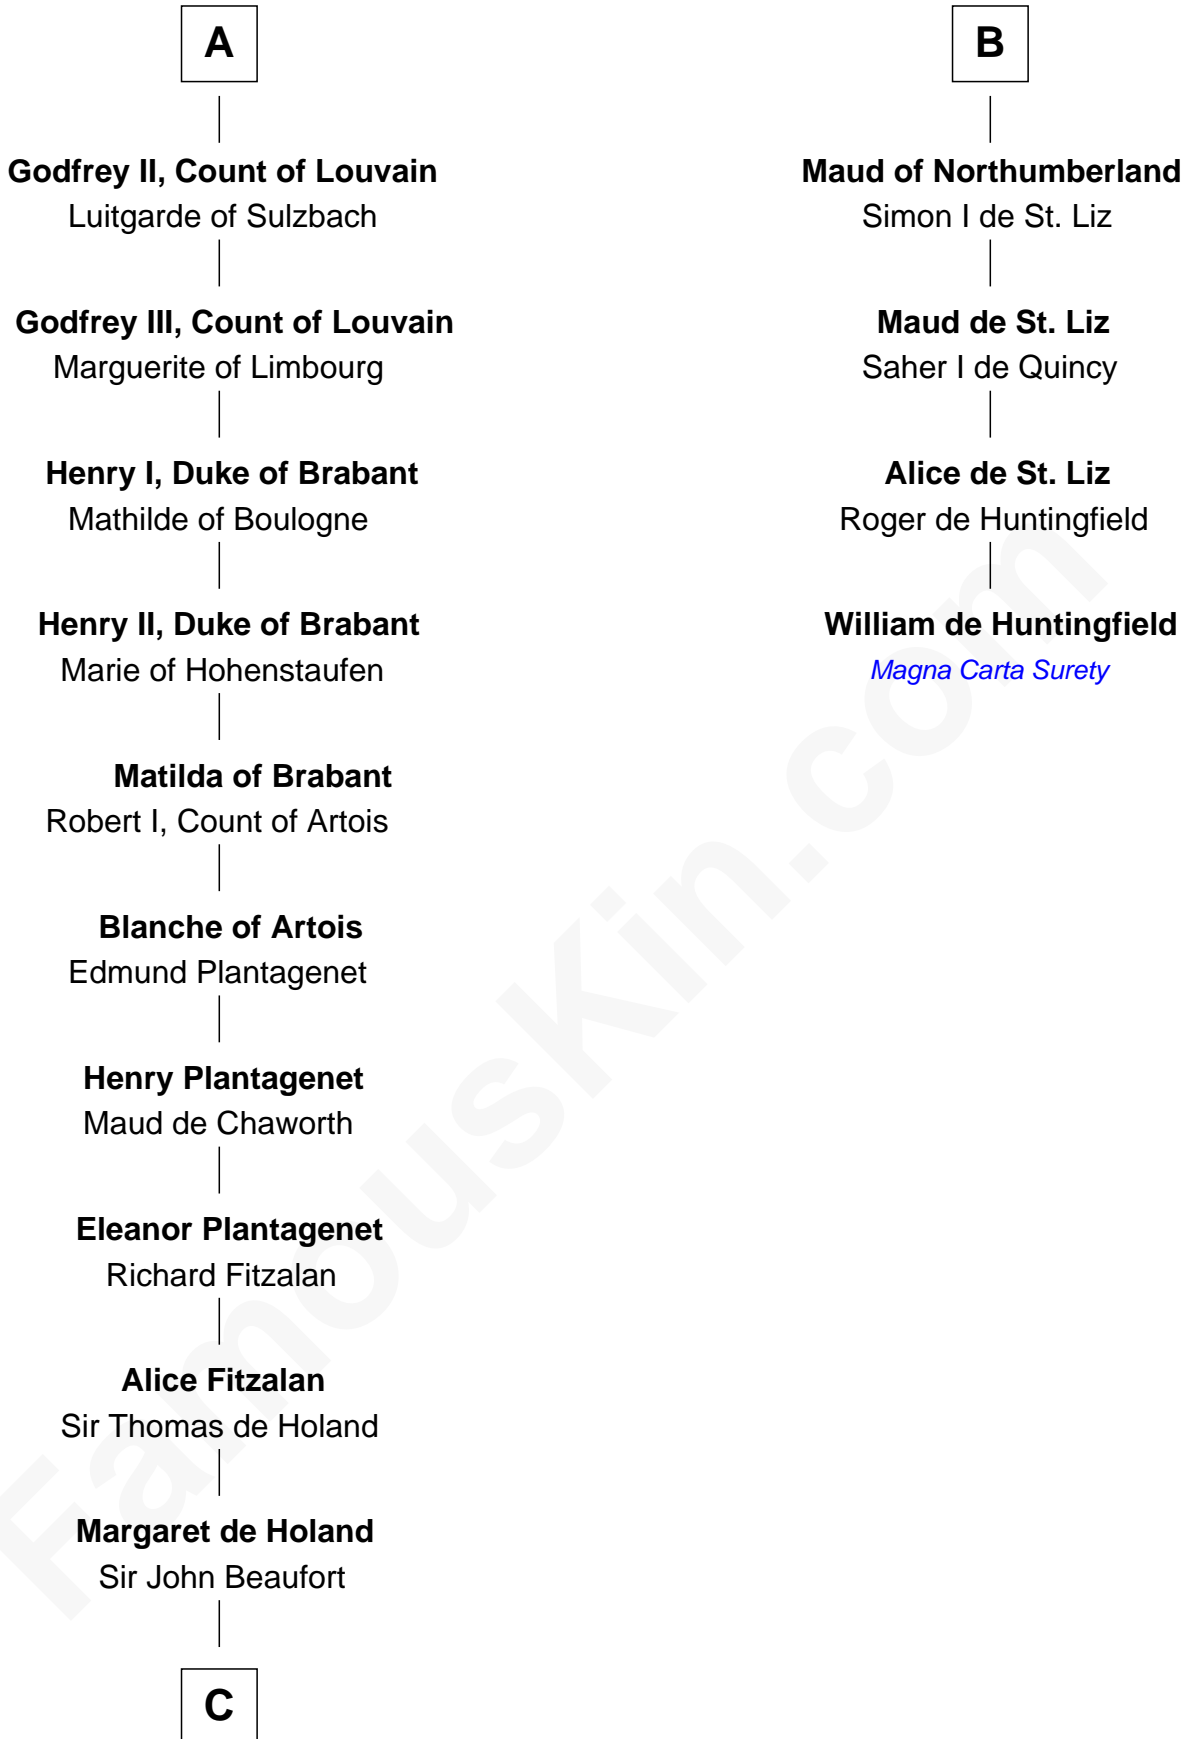 A
Godfrey II, Count of Louvain
Luitgarde of Sulzbach
Godfrey III, Count of Louvain
Marguerite of Limbourg
Henry I, Duke of Brabant
Mathilde of Boulogne
Henry II, Duke of Brabant
Marie of Hohenstaufen
Matilda of Brabant
Robert I, Count of Artois
Blanche of Artois
Edmund Plantagenet
Henry Plantagenet
Maud de Chaworth
Eleanor Plantagenet
Richard Fitzalan
Alice Fitzalan
Sir Thomas de Holand
Margaret de Holand
Sir John Beaufort
C
B
Maud of Northumberland
Simon I de St. Liz
Maud de St. Liz
Saher I de Quincy
Alice de St. Liz
Roger de Huntingfield
William de Huntingfield
Magna Carta Surety
FamousKin.com